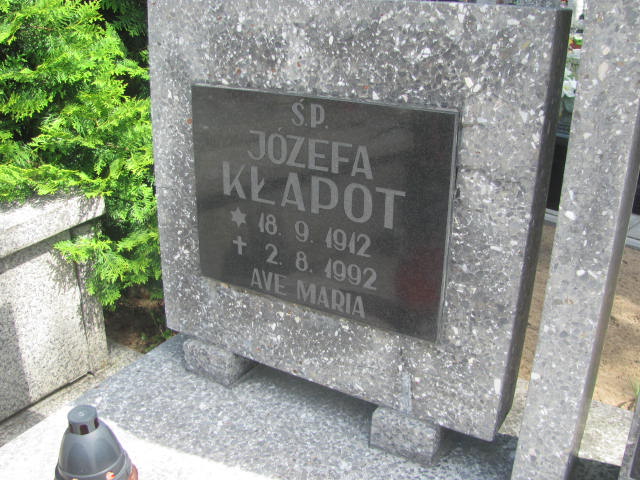 Ś.P.
JÓZEFA
KŁAPOT
* 18. 9. 1912
✝ 2. 8. 1992
AVE MARIA